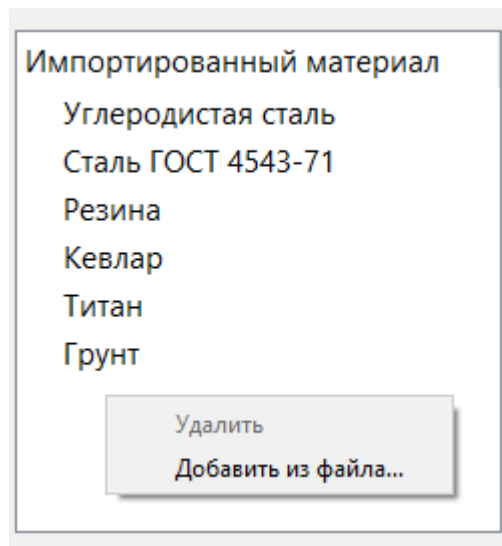 Импортированный материал
Углеродистая сталь
Сталь ГОСТ 4543-71
Резина
Кевлар
Титан
Грунт
Удалить
Добавить из файла...